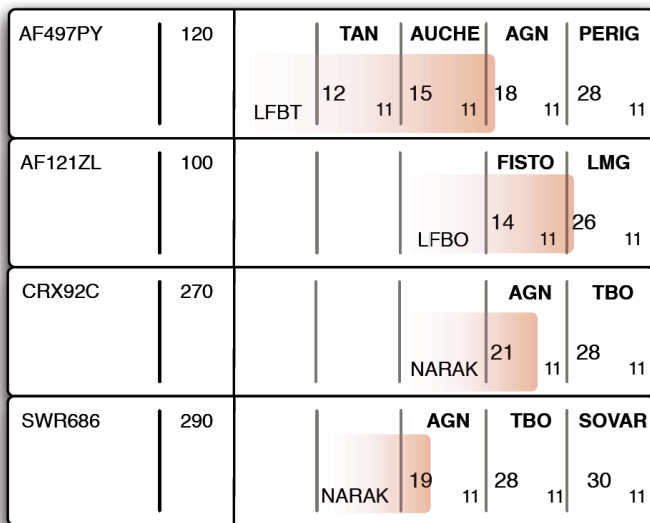 AF497PY 120 TAN AUCHE AGN PERIG
12 15 18 28
LFBT 11 11 11 11
AF121ZL 100 FISTO LMG
14 26
LFBO 11 11
CRX92C 270 AGN TBO
21 28
NARAK 11 11
SWR686 290 AGN TBO SOVAR
19 28 30
NARAK 11 11 11